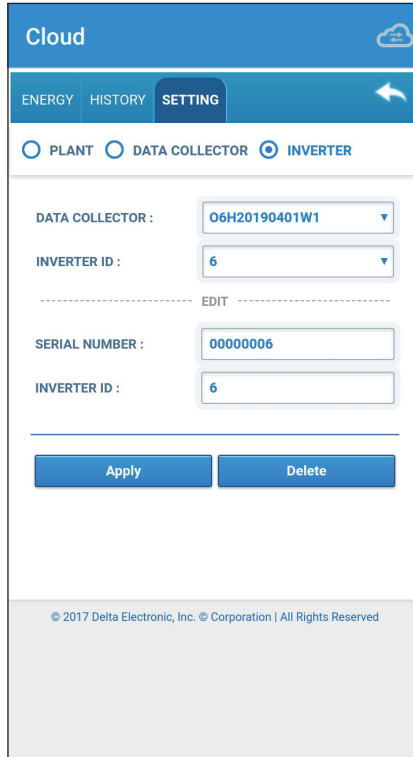 Cloud
ENERGY HISTORY SETTING
PLANT DATA COLLECTOR INVERTER
DATA COLLECTOR : O6H20190401W1
INVERTER ID : 6
EDIT
SERIAL NUMBER : 00000006
INVERTER ID : 6
Apply Delete
© 2017 Delta Electronic, Inc. © Corporation | All Rights Reserved